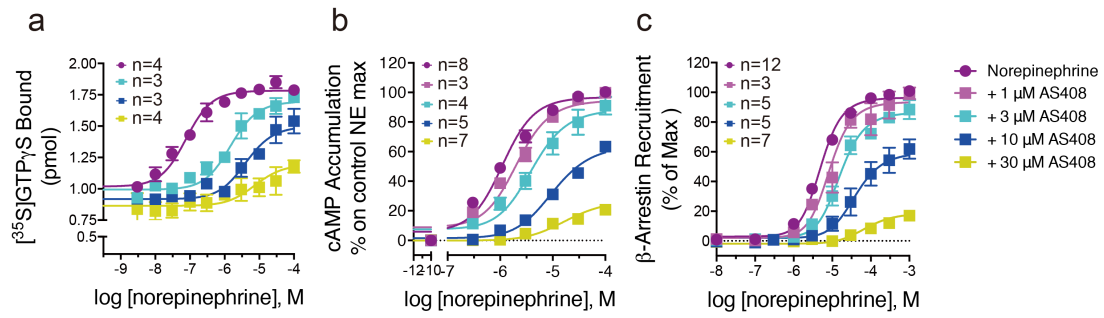 a
[³⁵S]GTPγS Bound
(pmol)
2.00
1.75
1.50
1.25
1.00
0.75
0.5
n=4
n=3
n=3
n=4
-9 -8 -7 -6 -5 -4
log [norepinephrine], M
b
cAMP Accumulation
% on control NE max
120
100
80
60
40
20
0
n=8
n=3
n=4
n=5
n=7
-12 -10 -7 -6 -5 -4
log [norepinephrine], M
c
β-Arrestin Recruitment
(% of Max)
120
100
80
60
40
20
0
n=12
n=3
n=5
n=5
n=7
-8 -7 -6 -5 -4 -3
log [norepinephrine], M
Norepinephrine
+ 1 µM AS408
+ 3 µM AS408
+ 10 µM AS408
+ 30 µM AS408